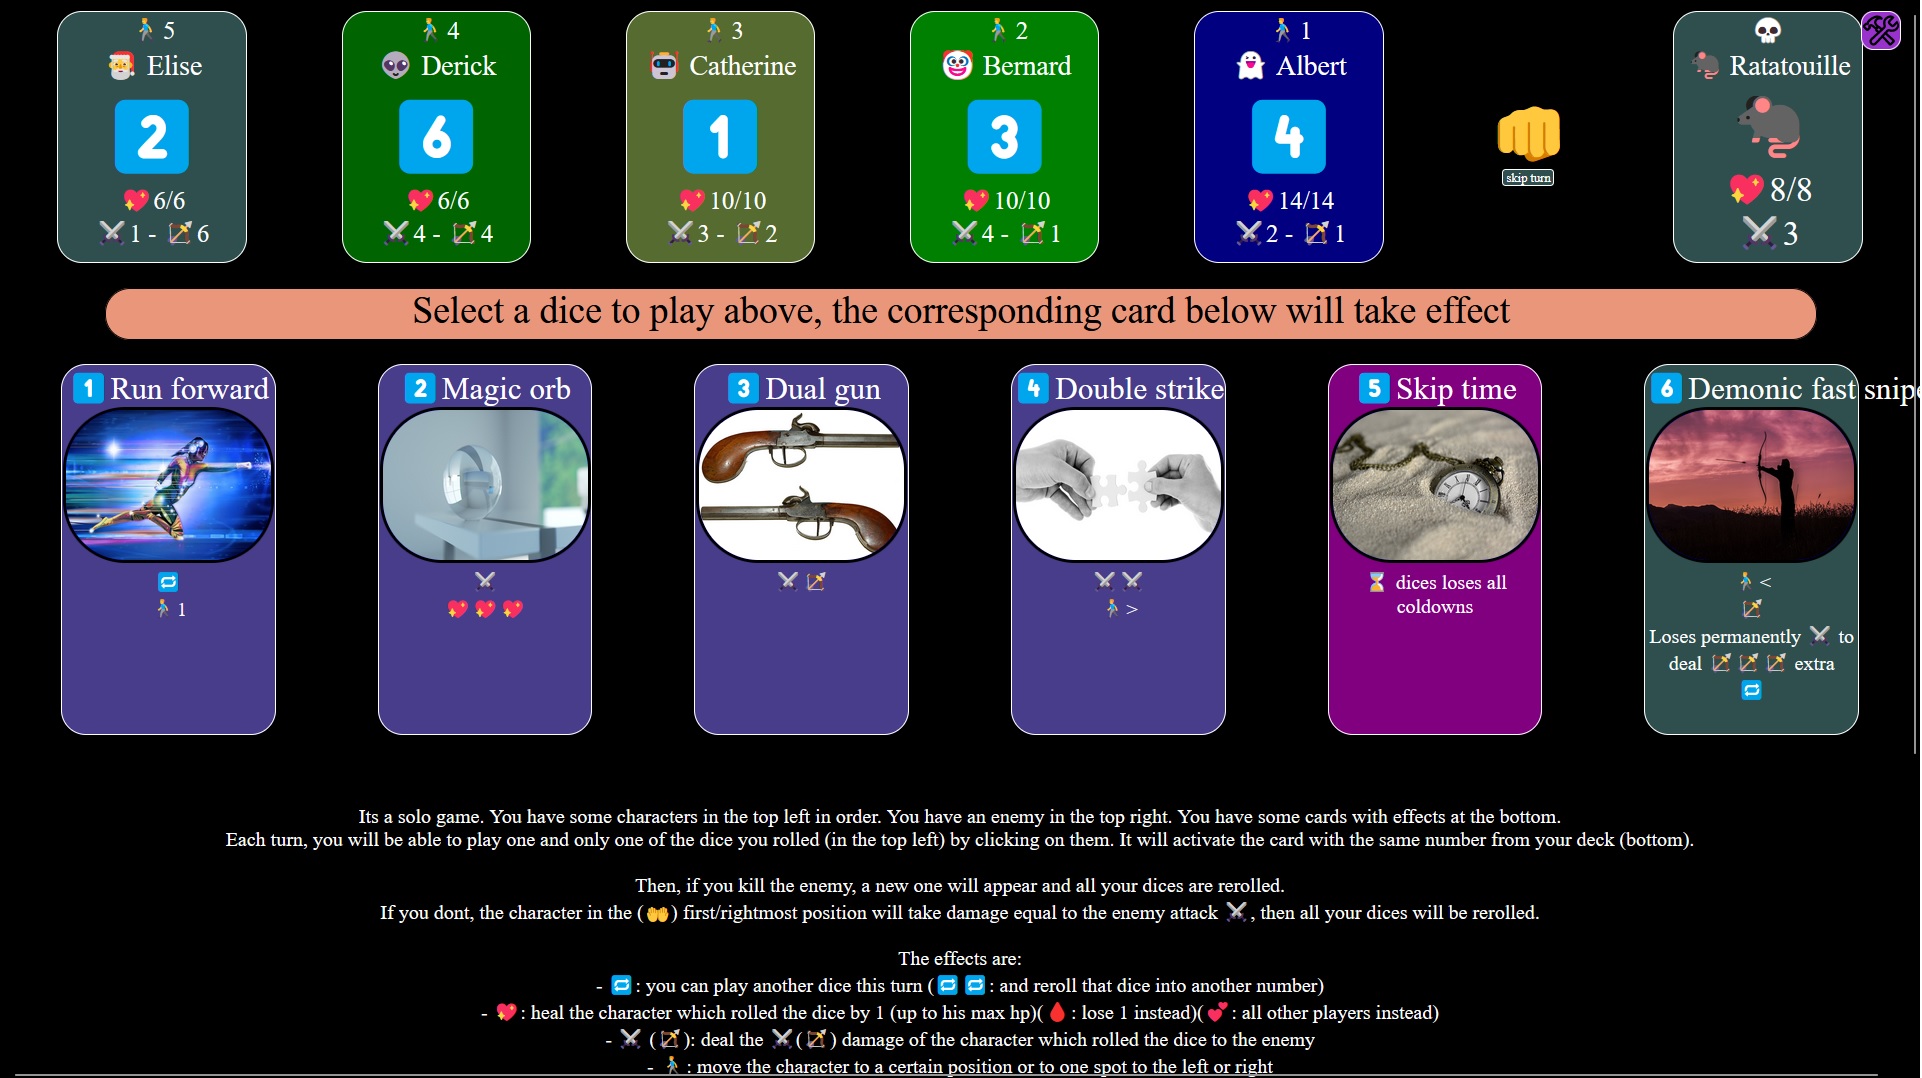 5
Elise
2
6/6
1 - 6
4
Derick
6
6/6
4 - 4
3
Catherine
1
10/10
3 - 2
2
Bernard
3
10/10
4 - 1
1
Albert
4
14/14
2 - 1
skip turn
Ratatouille
8/8
3
Select a dice to play above, the corresponding card below will take effect
1 Run forward
1
2 Magic orb
3 Dual gun
4 Double strike
>
5 Skip time
dices loses all
coldowns
6 Demonic fast snipe
<
Loses permanently to
deal extra
Its a solo game. You have some characters in the top left in order. You have an enemy in the top right. You have some cards with effects at the bottom.
Each turn, you will be able to play one and only one of the dice you rolled (in the top left) by clicking on them. It will activate the card with the same number from your deck (bottom).
Then, if you kill the enemy, a new one will appear and all your dices are rerolled.
If you dont, the character in the ( ) first/rightmost position will take damage equal to the enemy attack , then all your dices will be rerolled.
The effects are:
- : you can play another dice this turn ( : and reroll that dice into another number)
- : heal the character which rolled the dice by 1 (up to his max hp)( : lose 1 instead)( : all other players instead)
- ( ): deal the ( ) damage of the character which rolled the dice to the enemy
- : move the character to a certain position or to one spot to the left or right